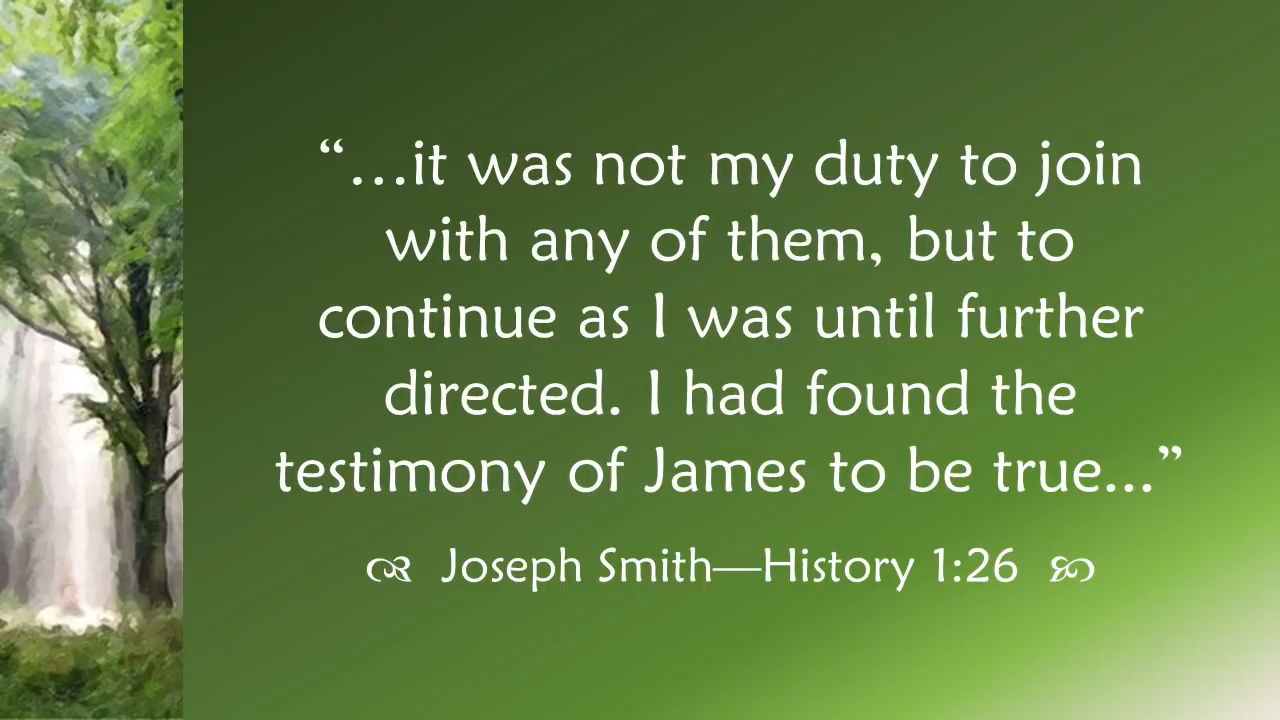 “…it was not my duty to join
with any of them, but to
continue as I was until further
directed. I had found the
testimony of James to be true…”
Joseph Smith—History 1:26